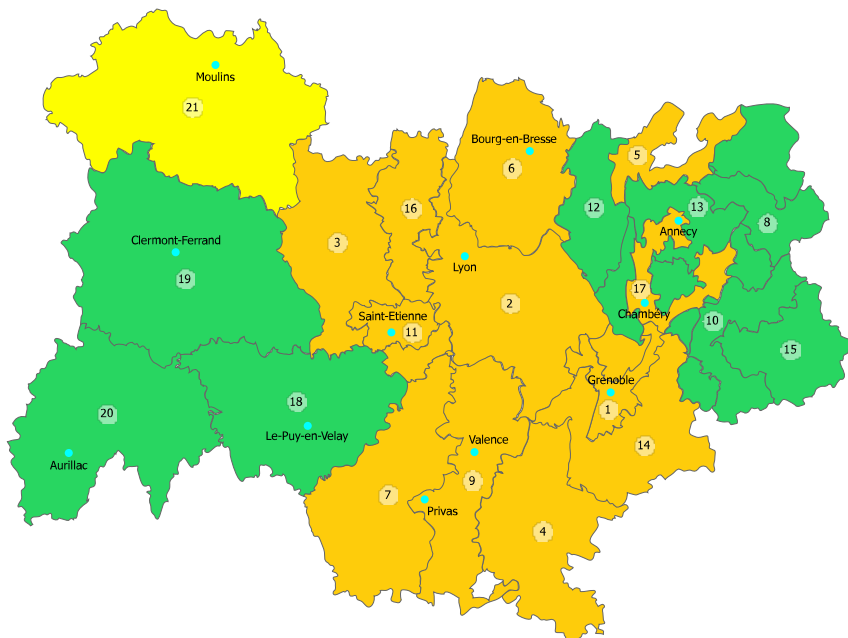 Moulins
21
5
Bourg-en-Bresse
6
12
16
13
8
Annecy
Clermont-Ferrand
3
Lyon
19
17
2
Chambéry
Saint-Etienne
11
10
15
Grenoble
18
1
20
Le-Puy-en-Velay
Valence
14
Aurillac
9
7
Privas
4